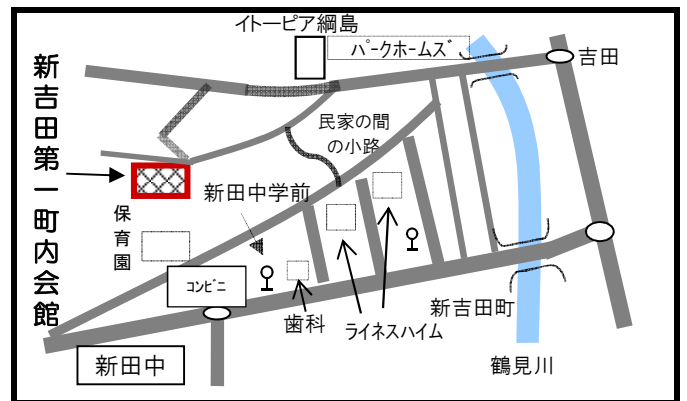 イトーピア綱島
パークホームズ
吉田
新吉田第一町内会館
民家の間
の小路
新田中学前
保育園
コンビニ
歯科
ライネスハイム
新吉田町
新田中
鶴見川